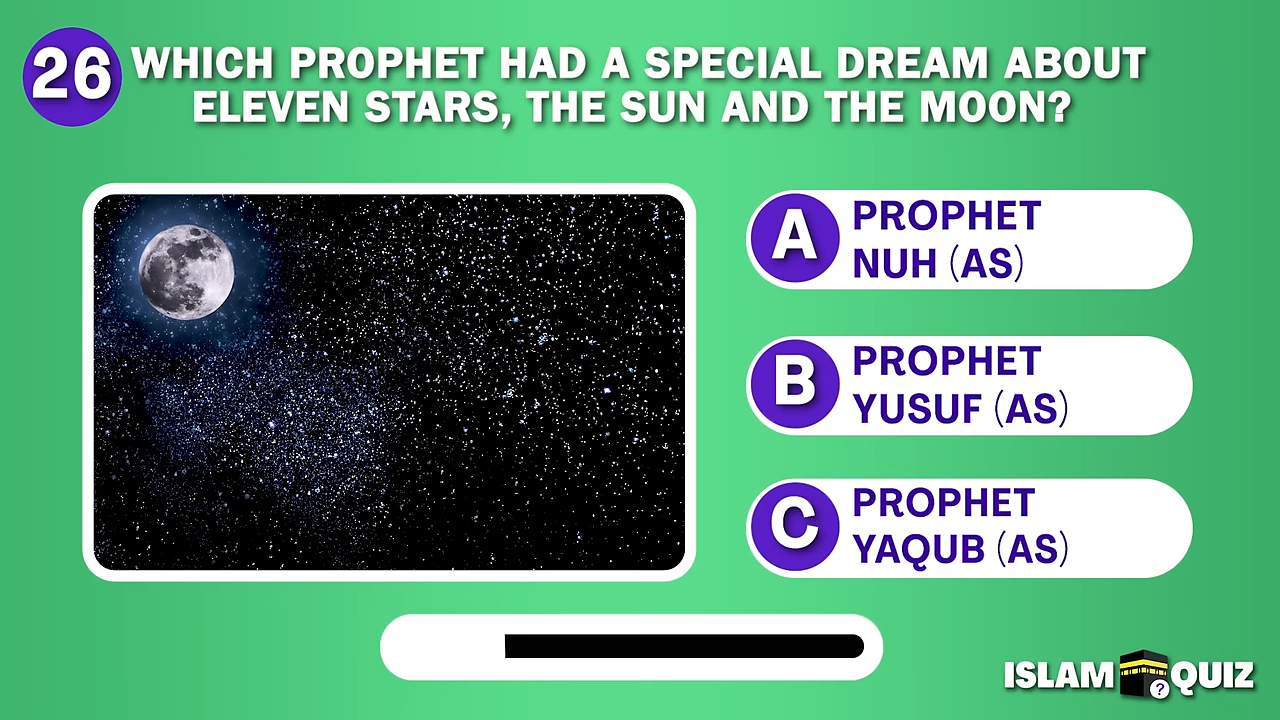 26
WHICH PROPHET HAD A SPECIAL DREAM ABOUT
ELEVEN STARS, THE SUN AND THE MOON?
A
PROPHET
NUH (AS)
B
PROPHET
YUSUF (AS)
C
PROPHET
YAQUB (AS)
ISLAM ? QUIZ